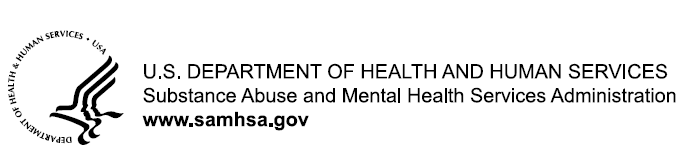 DEPARTMENT OF HEALTH & HUMAN SERVICES • USA
U.S. DEPARTMENT OF HEALTH AND HUMAN SERVICES
Substance Abuse and Mental Health Services Administration
www.samhsa.gov